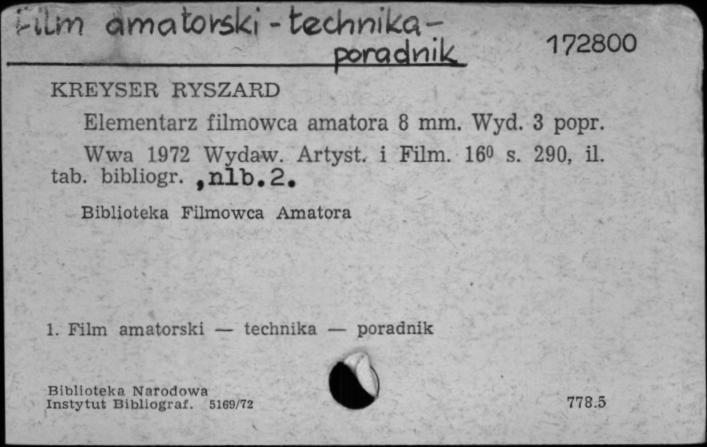 Film amatorski - technika -
poradnik
172800
KREYSER RYSZARD
Elementarz filmowca amatora 8 mm. Wyd. 3 popr.
Wwa 1972 Wydaw. Artyst. i Film. 16⁰ s. 290, il.
tab. bibliogr. ,nlb.2.
Biblioteka Filmowca Amatora
1. Film amatorski — technika — poradnik
Biblioteka Narodowa
Instytut Bibliograf. 5169/72
778.5